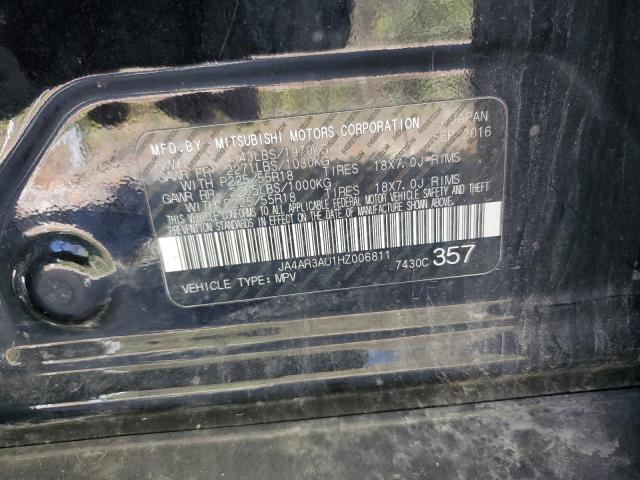 MFD.BY MITSUBISHI MOTORS CORPORATION JAPAN
GVWR 4343LBS/1970KG SEP 2016
GAWR FR 2271LBS/1030KG
WITH P225/55R18 TIRES 18X7.0J RIMS
GAWR RR 2205LBS/1000KG
WITH P225/55R18 TIRES 18X7.0J RIMS
THIS VEHICLE CONFORMS TO ALL APPLICABLE FEDERAL MOTOR VEHICLE SAFETY AND THEFT
PREVENTION STANDARDS IN EFFECT ON THE DATE OF MANUFACTURE SHOWN ABOVE.
JA4AR3AU1HZ006811 7430C 357
VEHICLE TYPE: MPV